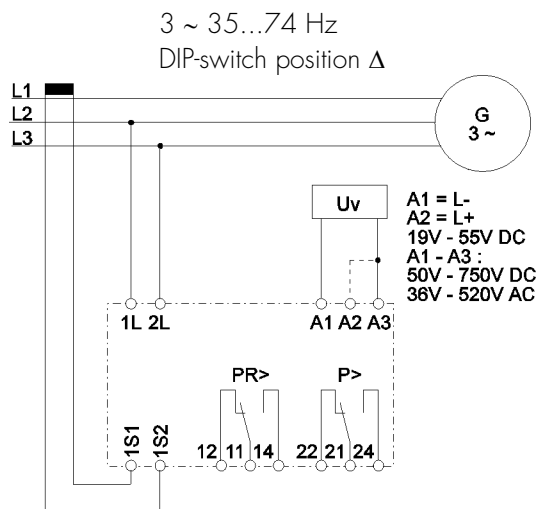 3 ~ 35...74 Hz
DIP-switch position Δ
L1
L2
L3
G
3 ~
Uv
A1 = L-
A2 = L+
19V - 55V DC
A1 - A3 :
50V - 750V DC
36V - 520V AC
1L 2L
A1 A2 A3
PR>
P>
1S1
1S2
12 11 14
22 21 24